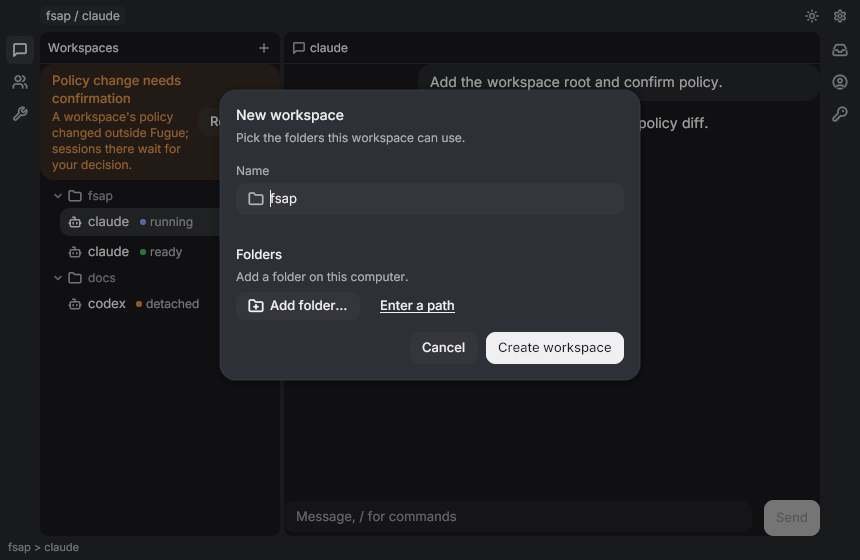 fsap / claude
Workspaces
claude
Policy change needs
confirmation
A workspace's policy
changed outside Fugue;
sessions there wait for
your decision.
Add the workspace root and confirm policy.
policy diff.
fsap
claude running
claude ready
docs
codex detached
New workspace
Pick the folders this workspace can use.
Name
fsap
Folders
Add a folder on this computer.
Add folder... Enter a path
Cancel Create workspace
Message, / for commands
Send
fsap > claude